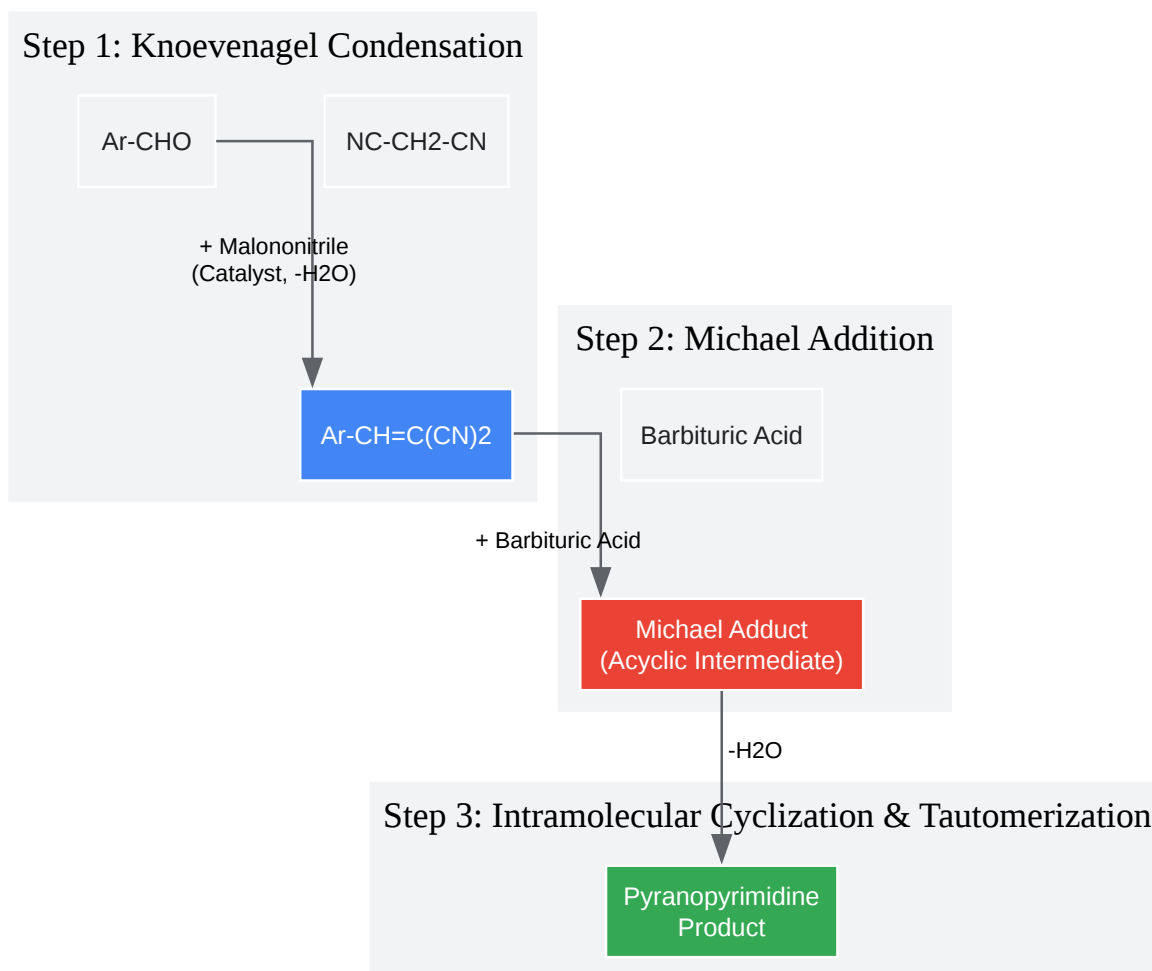 Step 1: Knoevenagel Condensation
Ar-CHO
NC-CH2-CN
+ Malononitrile
(Catalyst, -H2O)
Ar-CH=C(CN)2
Step 2: Michael Addition
Barbituric Acid
+ Barbituric Acid
Michael Adduct
(Acyclic Intermediate)
-H2O
Step 3: Intramolecular Cyclization & Tautomerization
Pyranopyrimidine
Product